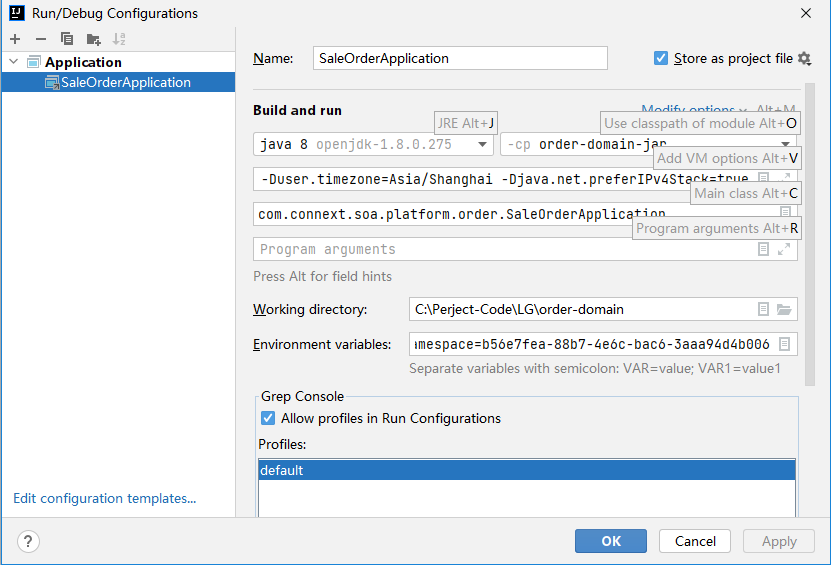 Run/Debug Configurations
Application
SaleOrderApplication
Edit configuration templates...
Name:
SaleOrderApplication
Store as project file
Build and run
Modify options
Alt+M
JRE Alt+J
Use classpath of module Alt+O
java 8 openjdk-1.8.0.275
-cp order-domain-jar
Add VM options Alt+V
-Duser.timezone=Asia/Shanghai -Djava.net.preferIPv4Stack=true
Main class Alt+C
com.connext.soa.platform.order.SaleOrderApplication
Program arguments Alt+R
Program arguments
Press Alt for field hints
Working directory:
C:\Perject-Code\LG\order-domain
Environment variables:
amespace=b56e7fea-88b7-4e6c-bac6-3aaa94d4b006
Separate variables with semicolon: VAR=value; VAR1=value1
Grep Console
Allow profiles in Run Configurations
Profiles:
default
?
OK
Cancel
Apply